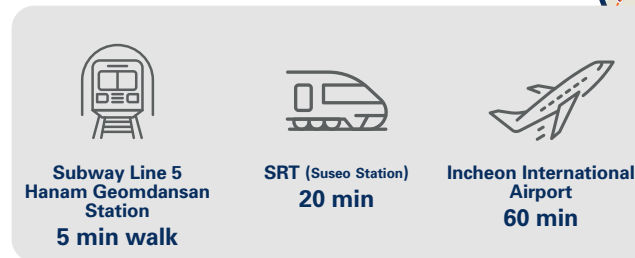 Subway Line 5
Hanam Geomdansan
Station
5 min walk
SRT (Suseo Station)
20 min
Incheon International
Airport
60 min